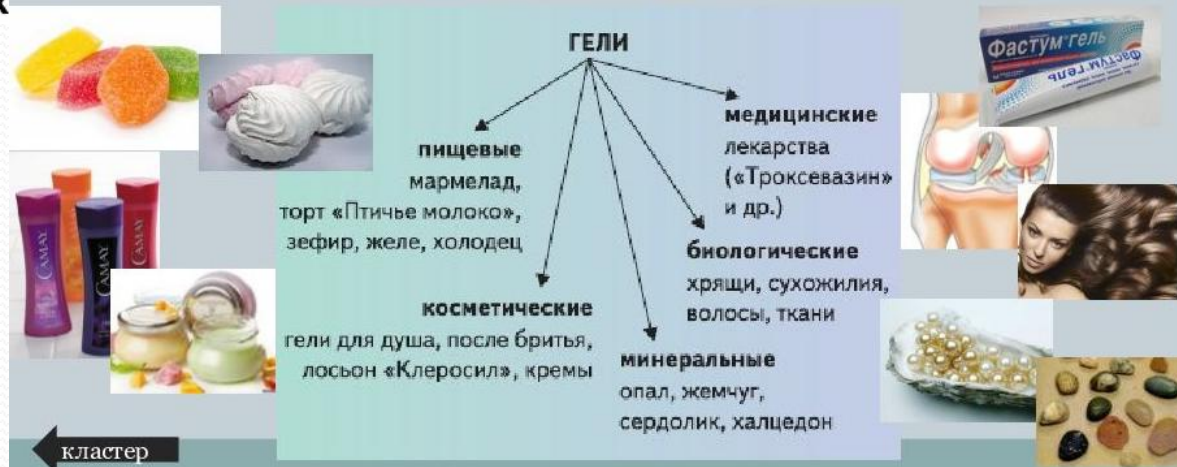 к
ГЕЛИ
пищевые
мармелад,
торт «Птичье молоко»,
зефир, желе, холодец
косметические
гели для душа, после бритья,
лосьон «Клеросил», кремы
минеральные
опал, жемчуг,
сердолик, халцедон
биологические
хрящи, сухожилия,
волосы, ткани
медицинские
лекарства
(«Троксевазин»
и др.)
Фастум®гель
Фастум®гель
CAMAY
CAMAY
CAMAY
кластер